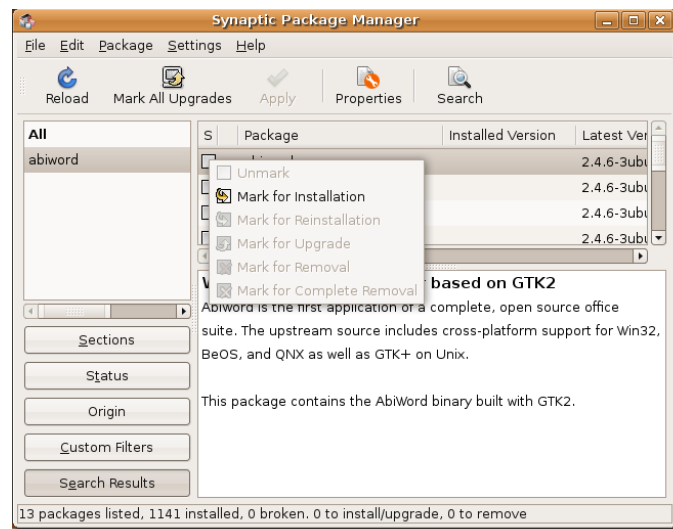 Synaptic Package Manager
File Edit Package Settings Help
Reload Mark All Upgrades Apply Properties Search
All
abiword
S Package Installed Version Latest Ver
2.4.6-3ubu
2.4.6-3ubu
2.4.6-3ubu
2.4.6-3ubu
Unmark
Mark for Installation
Mark for Reinstallation
Mark for Upgrade
Mark for Removal
Mark for Complete Removal
based on GTK2
AbiWord is the first application of a complete, open source office
suite. The upstream source includes cross-platform support for Win32,
BeOS, and QNX as well as GTK+ on Unix.
This package contains the AbiWord binary built with GTK2.
Sections
Status
Origin
Custom Filters
Search Results
13 packages listed, 1141 installed, 0 broken. 0 to install/upgrade, 0 to remove